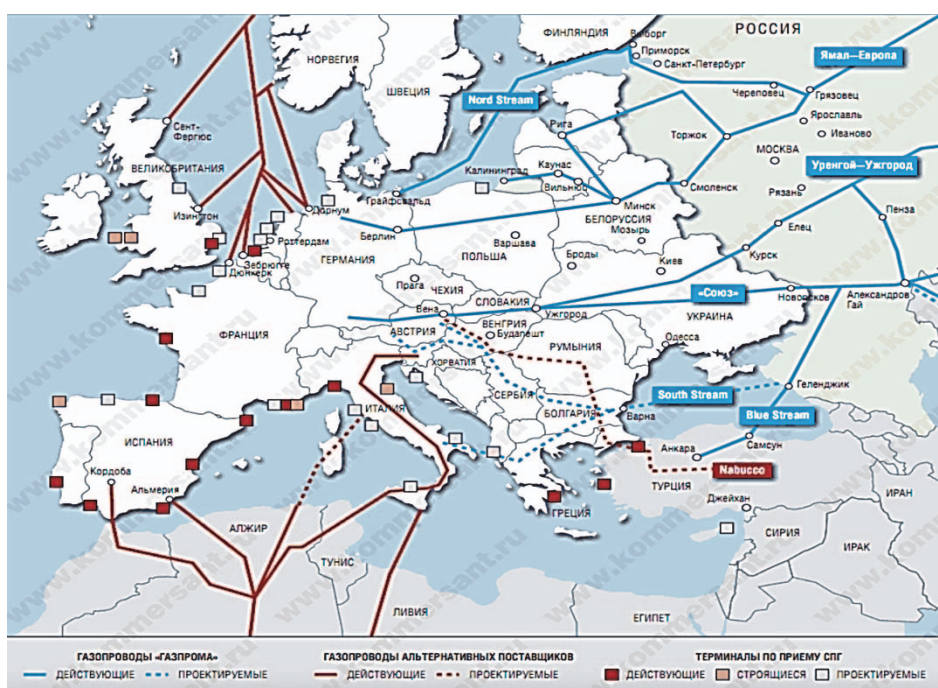 ФИНЛЯНДИЯ
РОССИЯ
НОРВЕГИЯ
Выборг
Приморск
Санкт-Петербург
Ямал—Европа
ШВЕЦИЯ
Nord Stream
Череповец
Грязовец
Сент-
Фергюс
Рига
Торжок
Ярославль
Иваново
ВЕЛИКОБРИТАНИЯ
Калининград
Каунас
Вильнюс
МОСКВА
Смоленск
Уренгой—Ужгород
Изингтон
Дорнум
Грайфсвальд
Минск
Рязань
БЕЛОРУССИЯ
Пенза
Роттердам
Берлин
Варшава
Мозырь
Елец
Зебрюгге
ГЕРМАНИЯ
ПОЛЬША
Дюнкерк
Броды
Киев
Курск
Прага
ЧЕХИЯ
СЛОВАКИЯ
«Союз»
Новопсков
Александров
Гай
Вена
Ужгород
УКРАИНА
ФРАНЦИЯ
АВСТРИЯ
ВЕНГРИЯ
Будапешт
РУМЫНИЯ
Одесса
ХОРВАТИЯ
Геленджик
ИТАЛИЯ
СЕРБИЯ
South Stream
БОЛГАРИЯ
Варна
Blue Stream
ИСПАНИЯ
Самсун
Анкара
Кордоба
Nabucco
Альмерия
ТУРЦИЯ
ИРАН
ГРЕЦИЯ
Джейхан
АЛЖИР
СИРИЯ
ИРАК
ТУНИС
ЛИВИЯ
ЕГИПЕТ
www.kommersant.ru
ГАЗОПРОВОДЫ «ГАЗПРОМА»
ГАЗОПРОВОДЫ АЛЬТЕРНАТИВНЫХ ПОСТАВЩИКОВ
ТЕРМИНАЛЫ ПО ПРИЕМУ СПГ
ДЕЙСТВУЮЩИЕ ПРОЕКТИРУЕМЫЕ
ДЕЙСТВУЮЩИЕ ПРОЕКТИРУЕМЫЕ
ДЕЙСТВУЮЩИЕ СТРОЯЩИЕСЯ ПРОЕКТИРУЕМЫЕ